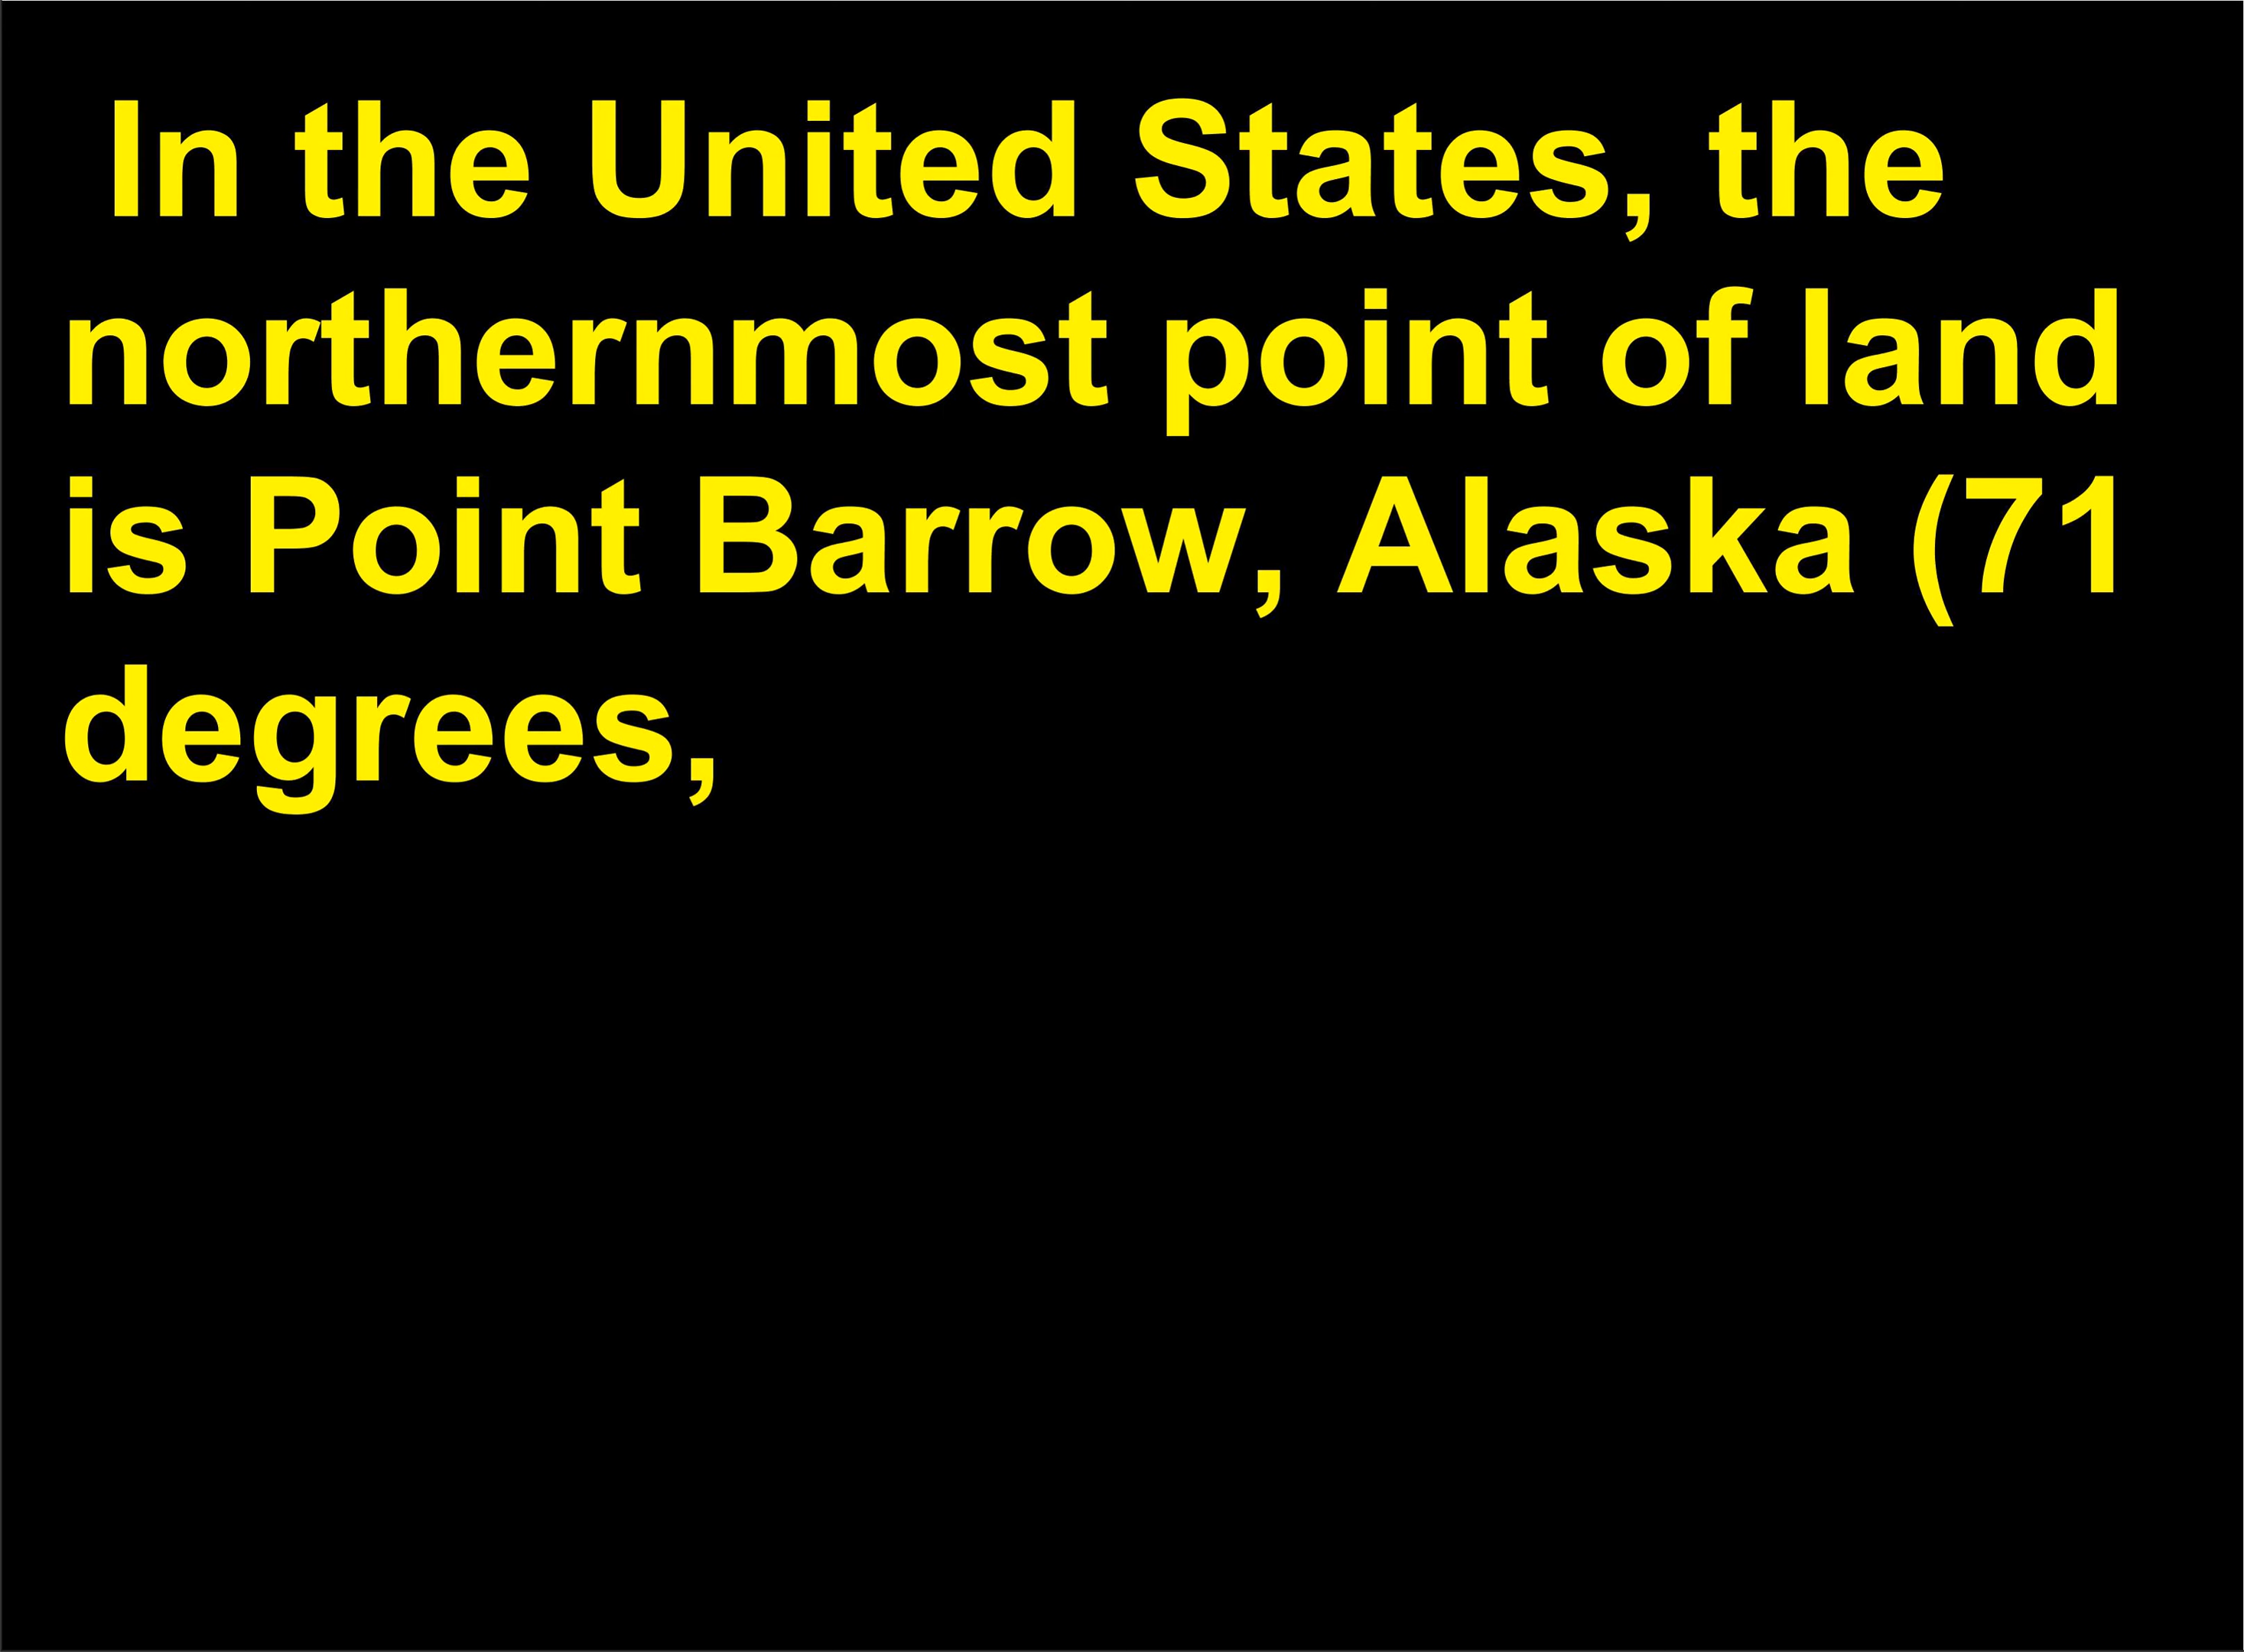 In the United States, the
northernmost point of land
is Point Barrow, Alaska (71
degrees,